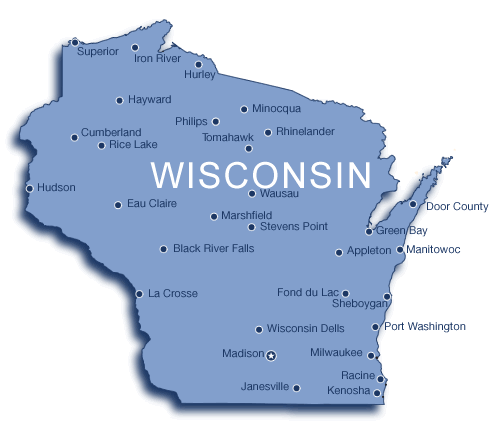 Superior
Iron River
Hurley
Hayward
Minocqua
Philips
Rhinelander
Cumberland
Tomahawk
Rice Lake
WISCONSIN
Hudson
Wausau
Eau Claire
Door County
Marshfield
Stevens Point
Green Bay
Black River Falls
Appleton
Manitowoc
La Crosse
Fond du Lac
Sheboygan
Wisconsin Dells
Port Washington
Madison
Milwaukee
Racine
Janesville
Kenosha